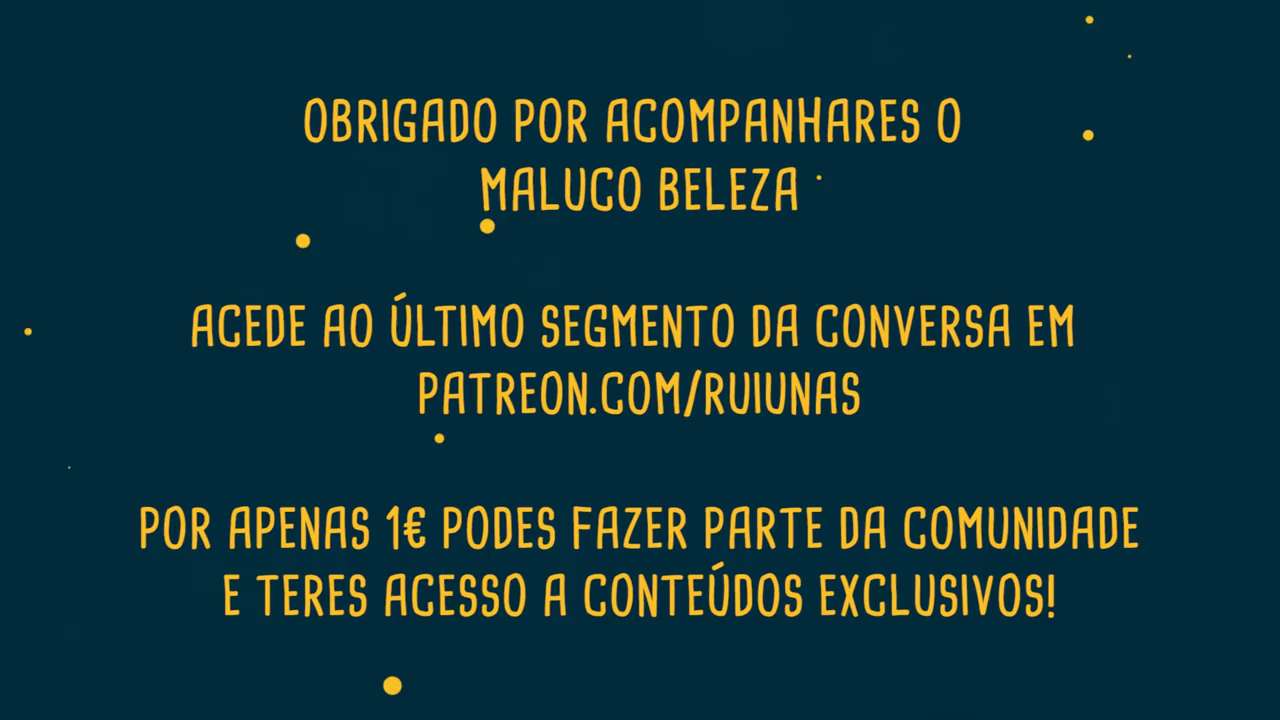 OBRIGADO POR ACOMPANHARES O
MALUCO BELEZA
ACEDE AO ÚLTIMO SEGMENTO DA CONVERSA EM
PATREON.COM/RUIUNAS
POR APENAS 1€ PODES FAZER PARTE DA COMUNIDADE
E TERES ACESSO A CONTEÚDOS EXCLUSIVOS!